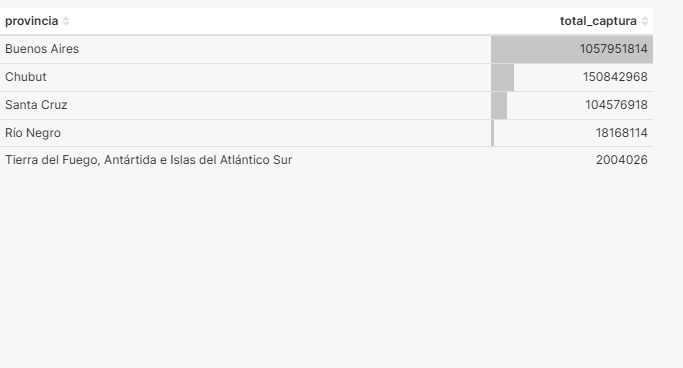 provincia total_captura
Buenos Aires 1057951814
Chubut 150842968
Santa Cruz 104576918
Río Negro 18168114
Tierra del Fuego, Antártida e Islas del Atlántico Sur 2004026